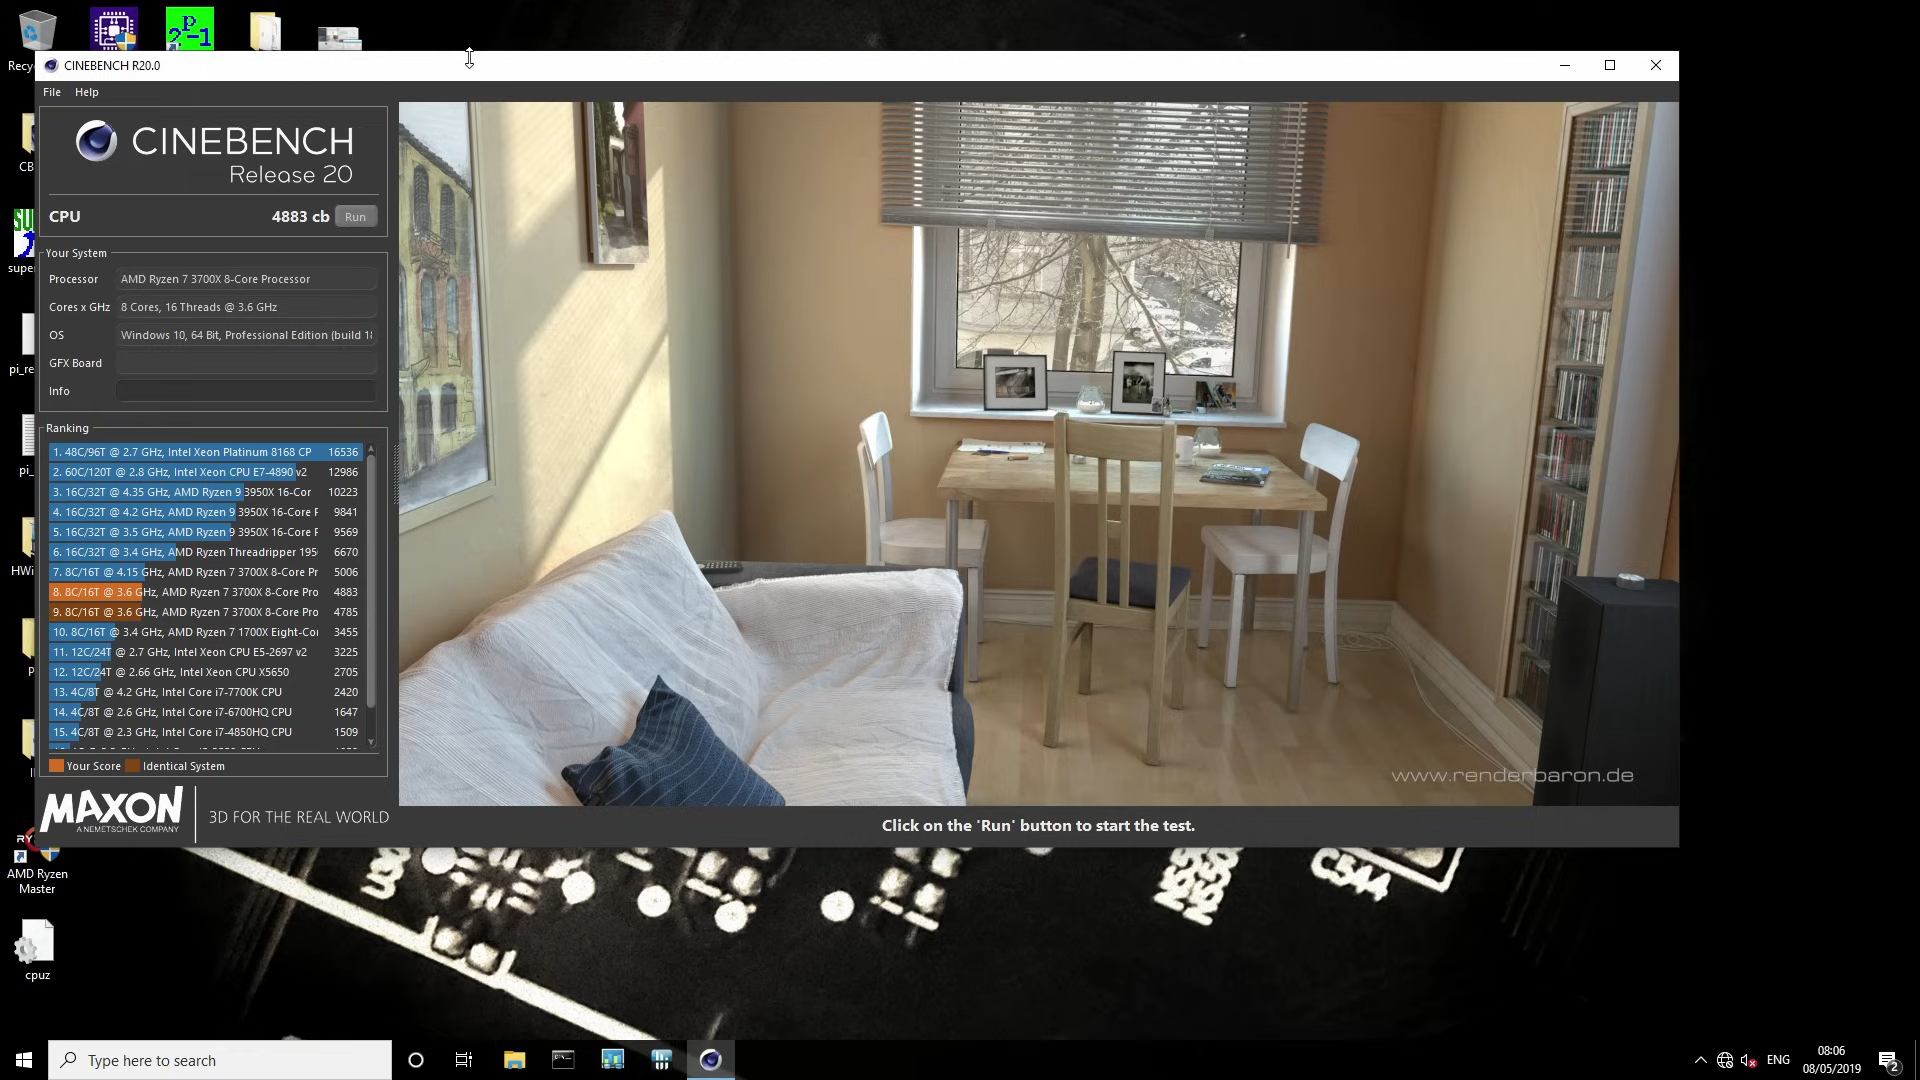 P
2 -1
Recy
CINEBENCH R20.0
File Help
CINEBENCH
Release 20
CPU 4883 cb Run
Your System
Processor AMD Ryzen 7 3700X 8-Core Processor
Cores x GHz 8 Cores, 16 Threads @ 3.6 GHz
OS Windows 10, 64 Bit, Professional Edition (build 18
GFX Board
Info
Ranking
1. 48C/96T @ 2.7 GHz, Intel Xeon Platinum 8168 CP 16536
2. 60C/120T @ 2.8 GHz, Intel Xeon CPU E7-4890 v2 12986
3. 16C/32T @ 4.35 GHz, AMD Ryzen 9 3950X 16-Cor 10223
4. 16C/32T @ 4.2 GHz, AMD Ryzen 9 3950X 16-Core P 9841
5. 16C/32T @ 3.5 GHz, AMD Ryzen 9 3950X 16-Core P 9569
6. 16C/32T @ 3.4 GHz, AMD Ryzen Threadripper 195 6670
7. 8C/16T @ 4.15 GHz, AMD Ryzen 7 3700X 8-Core Pr 5006
8. 8C/16T @ 3.6 GHz, AMD Ryzen 7 3700X 8-Core Pro 4883
9. 8C/16T @ 3.6 GHz, AMD Ryzen 7 3700X 8-Core Pro 4785
10. 8C/16T @ 3.4 GHz, AMD Ryzen 7 1700X Eight-Cor 3455
11. 12C/24T @ 2.7 GHz, Intel Xeon CPU E5-2697 v2 3225
12. 12C/24T @ 2.66 GHz, Intel Xeon CPU X5650 2705
13. 4C/8T @ 4.2 GHz, Intel Core i7-7700K CPU 2420
14. 4C/8T @ 2.6 GHz, Intel Core i7-6700HQ CPU 1647
15. 4C/8T @ 2.3 GHz, Intel Core i7-4850HQ CPU 1509
Your Score Identical System
MAXON
A NEMETSCHEK COMPANY
3D FOR THE REAL WORLD
www.renderbaron.de
Click on the 'Run' button to start the test.
CB
SU
super
pi_re
pi_
HWi
P
AMD Ryzen
Master
cpuz
C544
Type here to search
ENG
08:06
08/05/2019
2